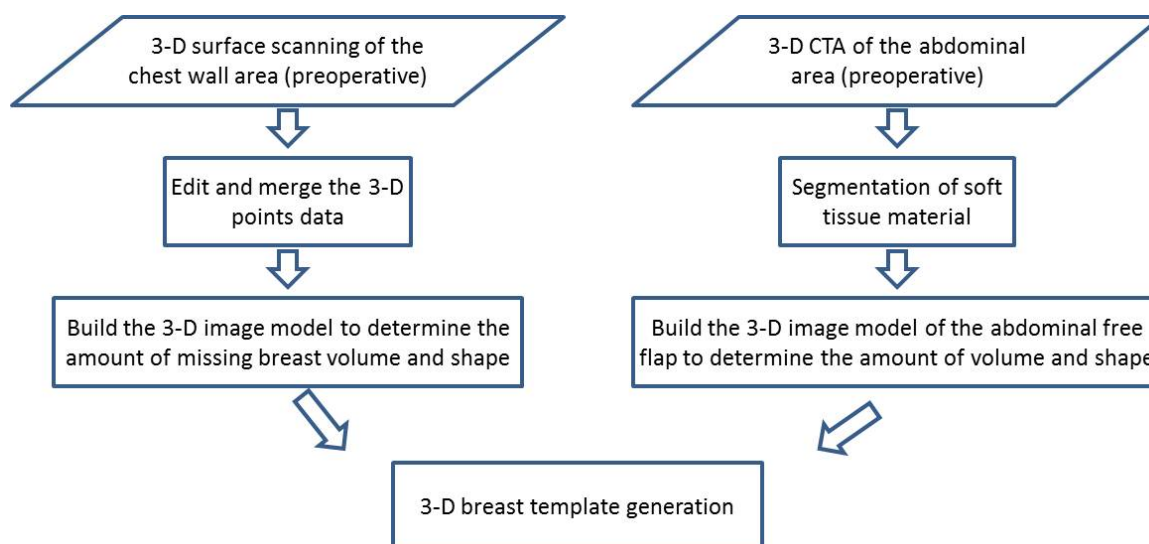 3-D surface scanning of the
chest wall area (preoperative)
3-D CTA of the abdominal
area (preoperative)
Edit and merge the 3-D
points data
Segmentation of soft
tissue material
Build the 3-D image model to determine the
amount of missing breast volume and shape
Build the 3-D image model of the abdominal free
flap to determine the amount of volume and shape
3-D breast template generation